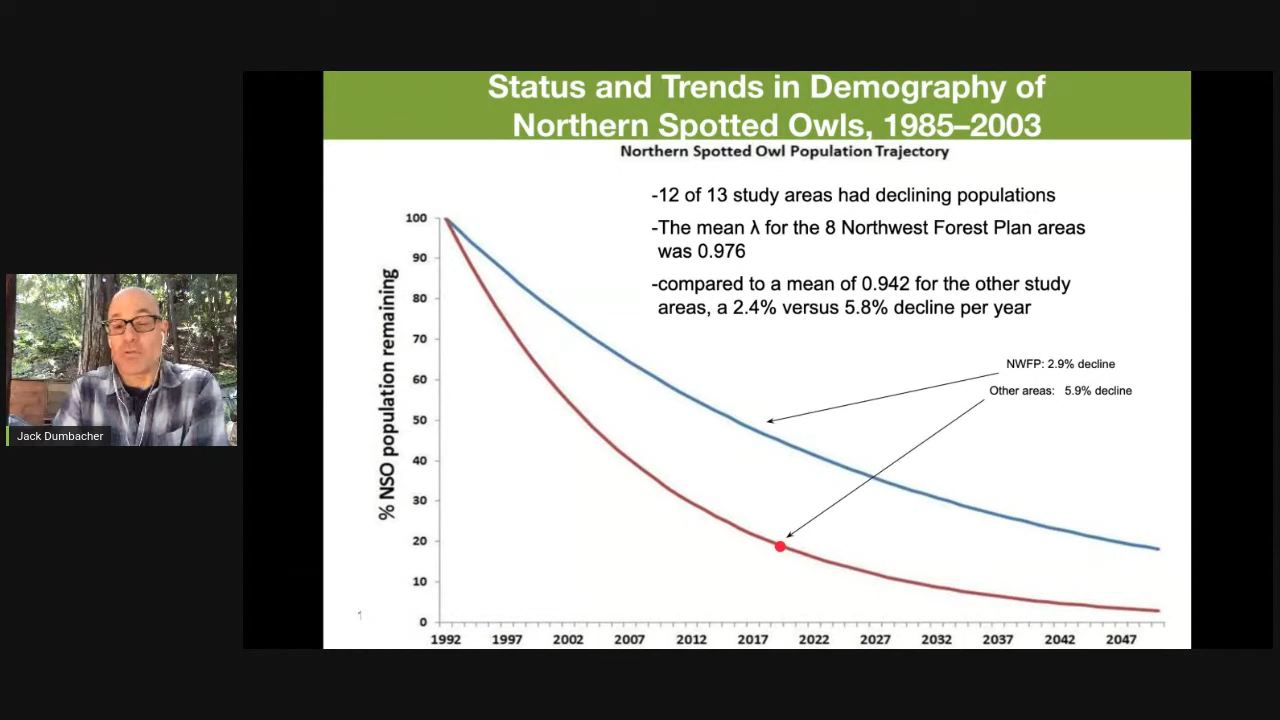 Status and Trends in Demography of
Northern Spotted Owls, 1985–2003
Northern Spotted Owl Population Trajectory
-12 of 13 study areas had declining populations
-The mean λ for the 8 Northwest Forest Plan areas
was 0.976
-compared to a mean of 0.942 for the other study
areas, a 2.4% versus 5.8% decline per year
NWFP: 2.9% decline
Other areas: 5.9% decline
% NSO population remaining
100
90
80
70
60
50
40
30
20
10
0
1992 1997 2002 2007 2012 2017 2022 2027 2032 2037 2042 2047
1
Jack Dumbacher